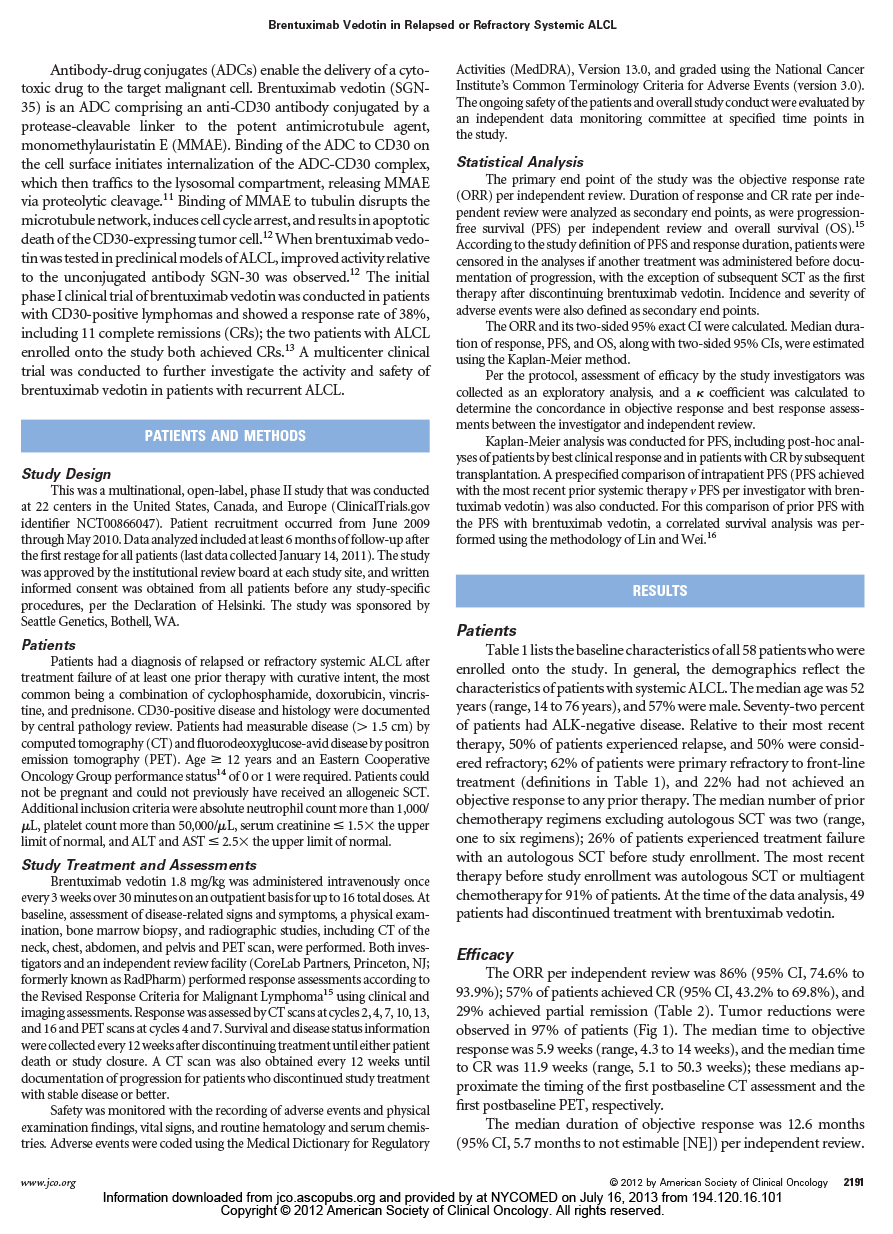 Brentuximab Vedotin in Relapsed or Refractory Systemic ALCL
Antibody-drug conjugates (ADCs) enable the delivery of a cyto-
toxic drug to the target malignant cell. Brentuximab vedotin (SGN-
35) is an ADC comprising an anti-CD30 antibody conjugated by a
protease-cleavable linker to the potent antimicrotubule agent,
monomethylauristatin E (MMAE). Binding of the ADC to CD30 on
the cell surface initiates internalization of the ADC-CD30 complex,
which then traffics to the lysosomal compartment, releasing MMAE
via proteolytic cleavage.11 Binding of MMAE to tubulin disrupts the
microtubule network, induces cell cycle arrest, and results in apoptotic
death of the CD30-expressing tumor cell.12 When brentuximab vedo-
tin was tested in preclinical models of ALCL, improved activity relative
to the unconjugated antibody SGN-30 was observed.12 The initial
phase I clinical trial of brentuximab vedotin was conducted in patients
with CD30-positive lymphomas and showed a response rate of 38%,
including 11 complete remissions (CRs); the two patients with ALCL
enrolled onto the study both achieved CRs.13 A multicenter clinical
trial was conducted to further investigate the activity and safety of
brentuximab vedotin in patients with recurrent ALCL.
PATIENTS AND METHODS
Study Design
This was a multinational, open-label, phase II study that was conducted
at 22 centers in the United States, Canada, and Europe (ClinicalTrials.gov
identifier NCT00866047). Patient recruitment occurred from June 2009
through May 2010. Data analyzed included at least 6 months of follow-up after
the first restage for all patients (last data collected January 14, 2011). The study
was approved by the institutional review board at each study site, and written
informed consent was obtained from all patients before any study-specific
procedures, per the Declaration of Helsinki. The study was sponsored by
Seattle Genetics, Bothell, WA.
Patients
Patients had a diagnosis of relapsed or refractory systemic ALCL after
treatment failure of at least one prior therapy with curative intent, the most
common being a combination of cyclophosphamide, doxorubicin, vincris-
tine, and prednisone. CD30-positive disease and histology were documented
by central pathology review. Patients had measurable disease (> 1.5 cm) by
computed tomography (CT) and fluorodeoxyglucose-avid disease by positron
emission tomography (PET). Age ≥ 12 years and an Eastern Cooperative
Oncology Group performance status14 of 0 or 1 were required. Patients could
not be pregnant and could not previously have received an allogeneic SCT.
Additional inclusion criteria were absolute neutrophil count more than 1,000/
μL, platelet count more than 50,000/μL, serum creatinine ≤ 1.5× the upper
limit of normal, and ALT and AST ≤ 2.5× the upper limit of normal.
Study Treatment and Assessments
Brentuximab vedotin 1.8 mg/kg was administered intravenously once
every 3 weeks over 30 minutes on an outpatient basis for up to 16 total doses. At
baseline, assessment of disease-related signs and symptoms, a physical exam-
ination, bone marrow biopsy, and radiographic studies, including CT of the
neck, chest, abdomen, and pelvis and PET scan, were performed. Both inves-
tigators and an independent review facility (CoreLab Partners, Princeton, NJ;
formerly known as RadPharm) performed response assessments according to
the Revised Response Criteria for Malignant Lymphoma15 using clinical and
imaging assessments. Response was assessed by CT scans at cycles 2, 4, 7, 10, 13,
and 16 and PET scans at cycles 4 and 7. Survival and disease status information
were collected every 12 weeks after discontinuing treatment until either patient
death or study closure. A CT scan was also obtained every 12 weeks until
documentation of progression for patients who discontinued study treatment
with stable disease or better.
Safety was monitored with the recording of adverse events and physical
examination findings, vital signs, and routine hematology and serum chemis-
tries. Adverse events were coded using the Medical Dictionary for Regulatory
Activities (MedDRA), Version 13.0, and graded using the National Cancer
Institute's Common Terminology Criteria for Adverse Events (version 3.0).
The ongoing safety of the patients and overall study conduct were evaluated by
an independent data monitoring committee at specified time points in
the study.
Statistical Analysis
The primary end point of the study was the objective response rate
(ORR) per independent review. Duration of response and CR rate per inde-
pendent review were analyzed as secondary end points, as were progression-
free survival (PFS) per independent review and overall survival (OS).15
According to the study definition of PFS and response duration, patients were
censored in the analyses if another treatment was administered before docu-
mentation of progression, with the exception of subsequent SCT as the first
therapy after discontinuing brentuximab vedotin. Incidence and severity of
adverse events were also defined as secondary end points.
The ORR and its two-sided 95% exact CI were calculated. Median dura-
tion of response, PFS, and OS, along with two-sided 95% CIs, were estimated
using the Kaplan-Meier method.
Per the protocol, assessment of efficacy by the study investigators was
collected as an exploratory analysis, and a κ coefficient was calculated to
determine the concordance in objective response and best response assess-
ments between the investigator and independent review.
Kaplan-Meier analysis was conducted for PFS, including post-hoc anal-
yses of patients by best clinical response and in patients with CR by subsequent
transplantation. A prespecified comparison of intrapatient PFS (PFS achieved
with the most recent prior systemic therapy v PFS per investigator with bren-
tuximab vedotin) was also conducted. For this comparison of prior PFS with
the PFS with brentuximab vedotin, a correlated survival analysis was per-
formed using the methodology of Lin and Wei.16
RESULTS
Patients
Table 1 lists the baseline characteristics of all 58 patients who were
enrolled onto the study. In general, the demographics reflect the
characteristics of patients with systemic ALCL. The median age was 52
years (range, 14 to 76 years), and 57% were male. Seventy-two percent
of patients had ALK-negative disease. Relative to their most recent
therapy, 50% of patients experienced relapse, and 50% were consid-
ered refractory; 62% of patients were primary refractory to front-line
treatment (definitions in Table 1), and 22% had not achieved an
objective response to any prior therapy. The median number of prior
chemotherapy regimens excluding autologous SCT was two (range,
one to six regimens); 26% of patients experienced treatment failure
with an autologous SCT before study enrollment. The most recent
therapy before study enrollment was autologous SCT or multiagent
chemotherapy for 91% of patients. At the time of the data analysis, 49
patients had discontinued treatment with brentuximab vedotin.
Efficacy
The ORR per independent review was 86% (95% CI, 74.6% to
93.9%); 57% of patients achieved CR (95% CI, 43.2% to 69.8%), and
29% achieved partial remission (Table 2). Tumor reductions were
observed in 97% of patients (Fig 1). The median time to objective
response was 5.9 weeks (range, 4.3 to 14 weeks), and the median time
to CR was 11.9 weeks (range, 5.1 to 50.3 weeks); these medians ap-
proximate the timing of the first postbaseline CT assessment and the
first postbaseline PET, respectively.
The median duration of objective response was 12.6 months
(95% CI, 5.7 months to not estimable [NE]) per independent review.
www.jco.org
© 2012 by American Society of Clinical Oncology 2191
Information downloaded from jco.ascopubs.org and provided by at NYCOMED on July 16, 2013 from 194.120.16.101
Copyright © 2012 American Society of Clinical Oncology. All rights reserved.